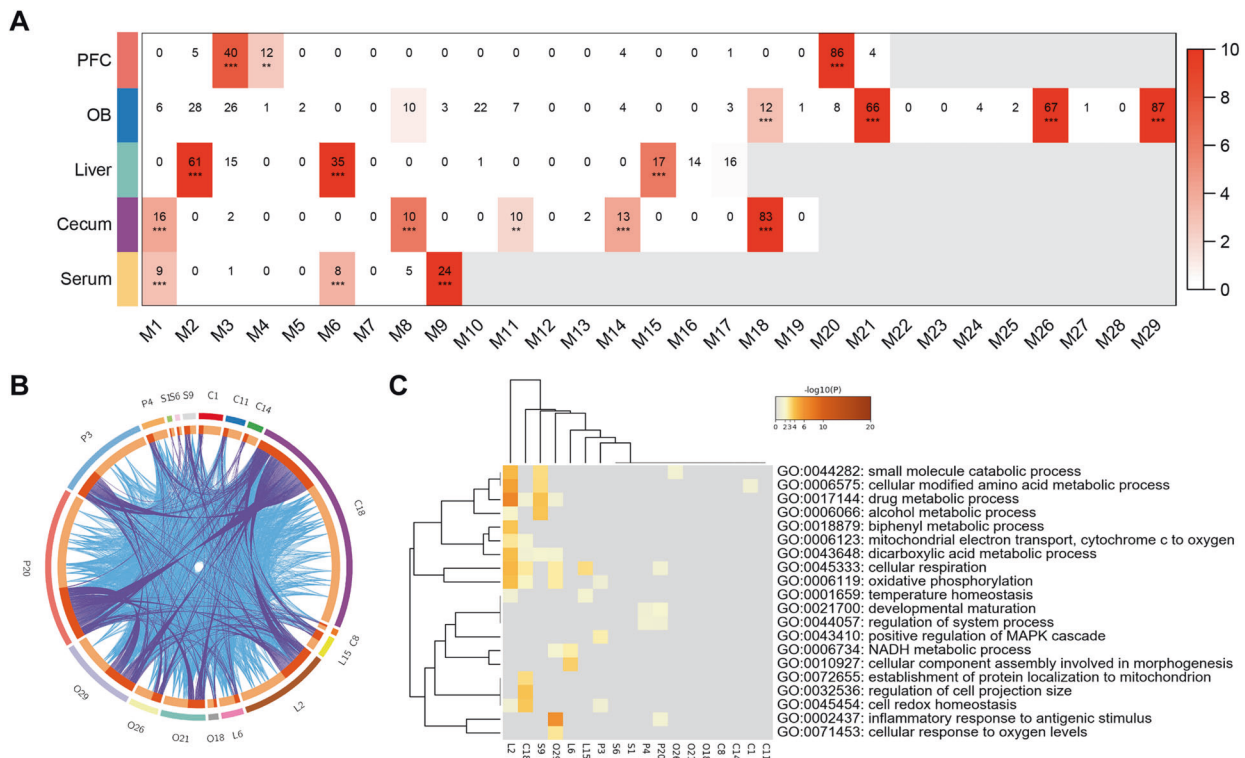 A
PFC 0 5 40 12 0 0 0 0 0 0 0 0 0 4 0 0 1 0 0 86 4
*** ** ***
OB 6 28 26 1 2 0 0 10 3 22 7 0 0 4 0 0 3 12 1 8 66 0 0 4 2 67 1 0 87
*** *** *** ***
Liver 0 61 15 0 0 35 0 0 0 1 0 0 0 0 17 14 16
*** *** ***
Cecum 16 0 2 0 0 0 0 10 0 0 10 0 2 13 0 0 0 83 0
*** *** ** *** ***
Serum 9 0 1 0 0 8 0 5 24
*** *** ***
M1 M2 M3 M4 M5 M6 M7 M8 M9 M10 M11 M12 M13 M14 M15 M16 M17 M18 M19 M20 M21 M22 M23 M24 M25 M26 M27 M28 M29
10
8
6
4
2
0
B
P4 S1 S6 S9 C1 C11 C14
P3
C18
P20
C8
L15
O29
L2
O26 O21 O18 L6
C
-log10(P)
0 2 3 4 6 10 20
GO:0044282: small molecule catabolic process
GO:0006575: cellular modified amino acid metabolic process
GO:0017144: drug metabolic process
GO:0006066: alcohol metabolic process
GO:0018879: biphenyl metabolic process
GO:0006123: mitochondrial electron transport, cytochrome c to oxygen
GO:0043648: dicarboxylic acid metabolic process
GO:0045333: cellular respiration
GO:0006119: oxidative phosphorylation
GO:0001659: temperature homeostasis
GO:0021700: developmental maturation
GO:0044057: regulation of system process
GO:0043410: positive regulation of MAPK cascade
GO:0006734: NADH metabolic process
GO:0010927: cellular component assembly involved in morphogenesis
GO:0072655: establishment of protein localization to mitochondrion
GO:0032536: regulation of cell projection size
GO:0045454: cell redox homeostasis
GO:0002437: inflammatory response to antigenic stimulus
GO:0071453: cellular response to oxygen levels
L2 C18 S9 O29 L6 L15 P3 S6 S1 P4 P20 O26 O21 O18 C8 C14 C1 C11